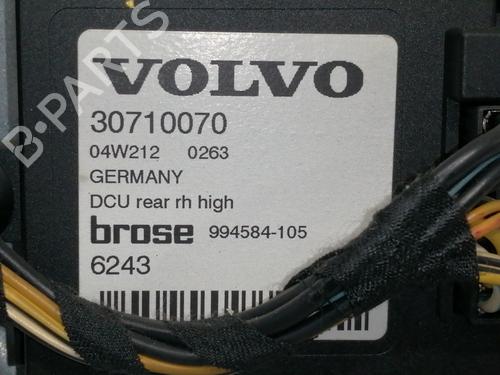 B-PARTS
VOLVO
30710070
04W212 0263
GERMANY
DCU rear rh high
brose 994584-105
6243